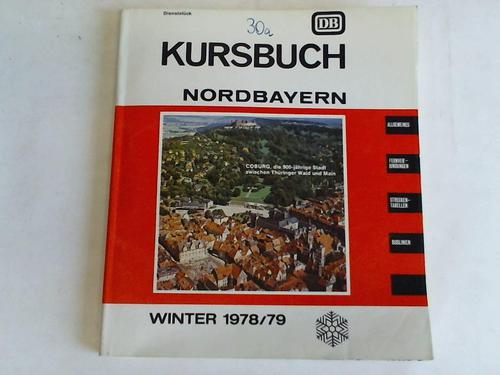 Dienststück
30a
DB
KURSBUCH
NORDBAYERN
ALLGEMEINES
COBURG, die 900-jährige Stadt
zwischen Thüringer Wald und Main
FERNVER-
BINDUNGEN
STRECKEN-
TABELLEN
BUSLINIEN
WINTER 1978/79